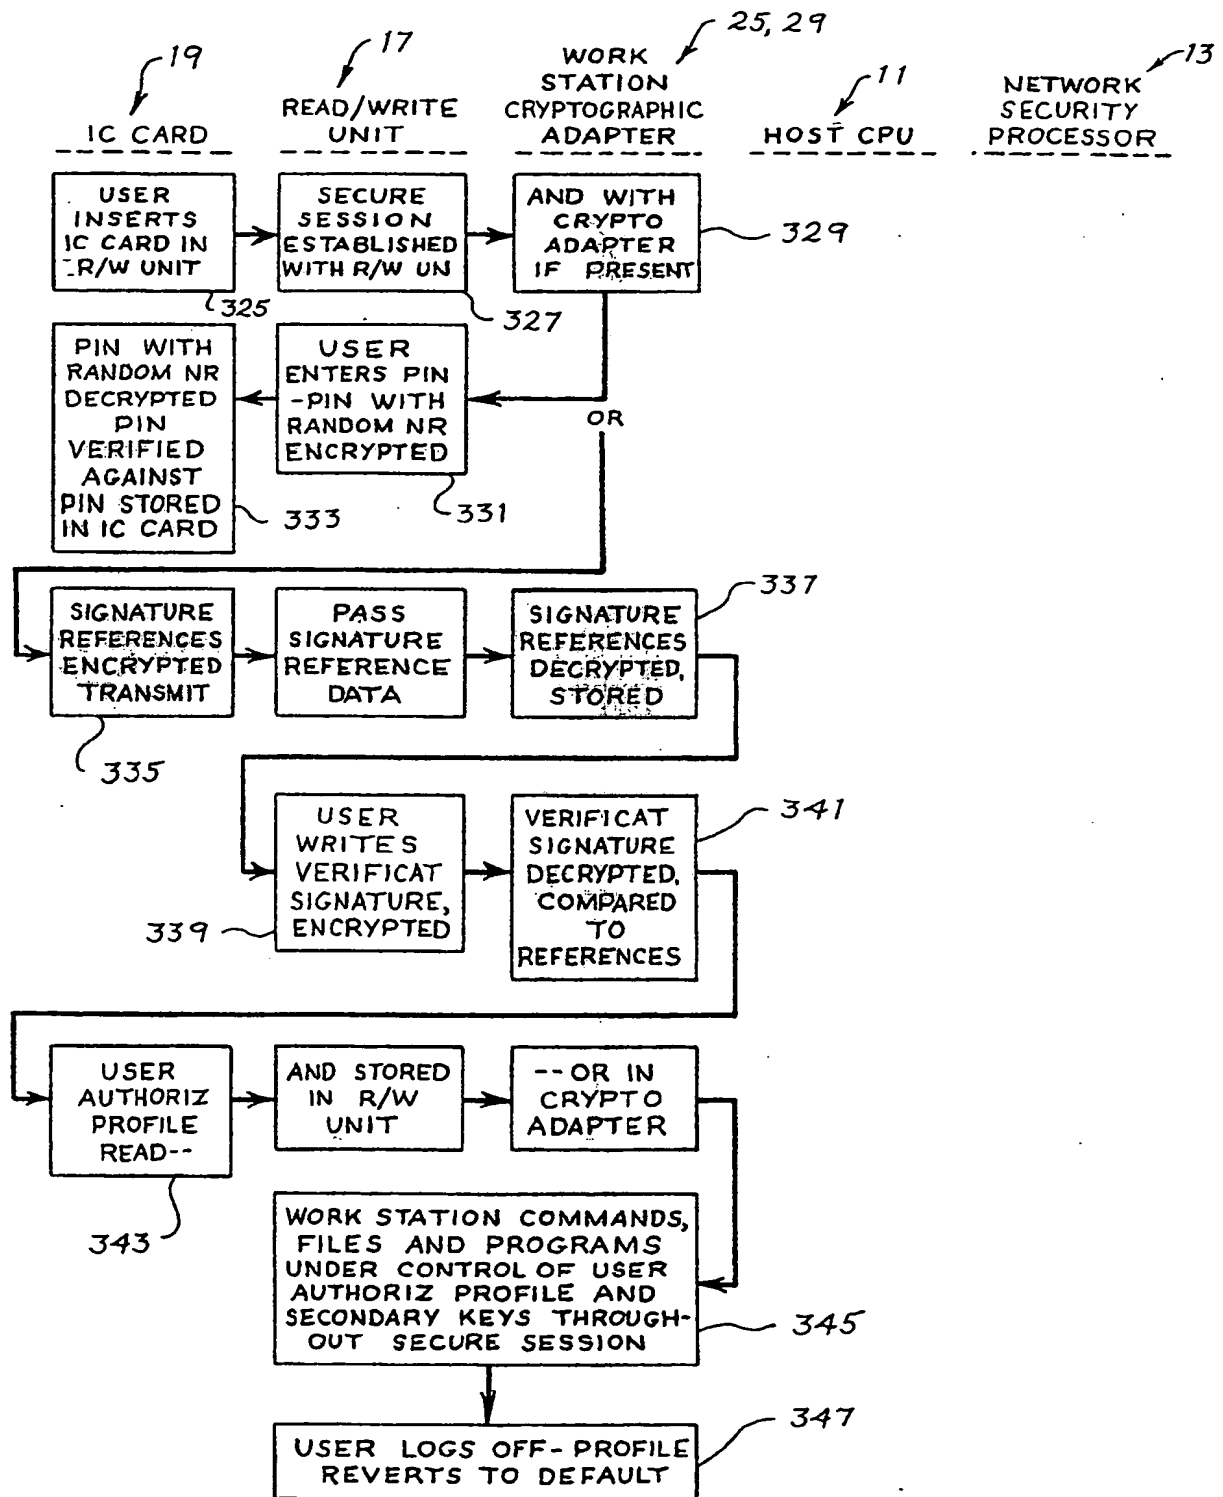 19
IC CARD
17
READ/WRITE
UNIT
25, 29
WORK
STATION
CRYPTOGRAPHIC
ADAPTER
11
HOST CPU
13
NETWORK
SECURITY
PROCESSOR
USER
INSERTS
IC CARD IN
R/W UNIT
325
SECURE
SESSION
ESTABLISHED
WITH R/W UN
327
AND WITH
CRYPTO
ADAPTER
IF PRESENT
329
PIN WITH
RANDOM NR
DECRYPTED
PIN
VERIFIED
AGAINST
PIN STORED
IN IC CARD
333
USER
ENTERS PIN
-PIN WITH
RANDOM NR
ENCRYPTED
331
OR
SIGNATURE
REFERENCES
ENCRYPTED
TRANSMIT
335
PASS
SIGNATURE
REFERENCE
DATA
SIGNATURE
REFERENCES
DECRYPTED,
STORED
337
USER
WRITES
VERIFICAT
SIGNATURE,
ENCRYPTED
339
VERIFICAT
SIGNATURE
DECRYPTED,
COMPARED
TO
REFERENCES
341
USER
AUTHORIZ
PROFILE
READ--
343
AND STORED
IN R/W
UNIT
--OR IN
CRYPTO
ADAPTER
WORK STATION COMMANDS,
FILES AND PROGRAMS
UNDER CONTROL OF USER
AUTHORIZ PROFILE AND
SECONDARY KEYS THROUGH-
OUT SECURE SESSION
345
USER LOGS OFF-PROFILE
REVERTS TO DEFAULT
347